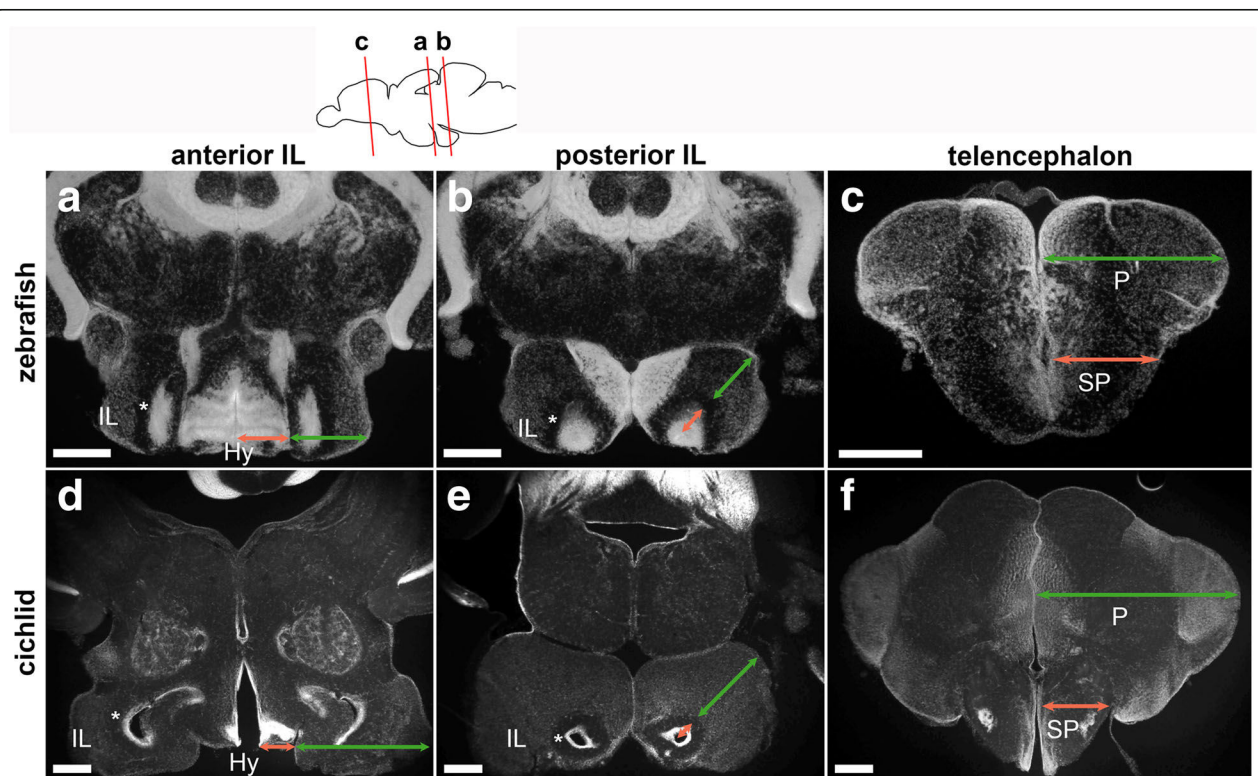 c a b
anterior IL posterior IL telencephalon
zebrafish
a b c
P
SP
IL * Hy
IL *
cichlid
d e f
P
SP
IL * Hy
IL *